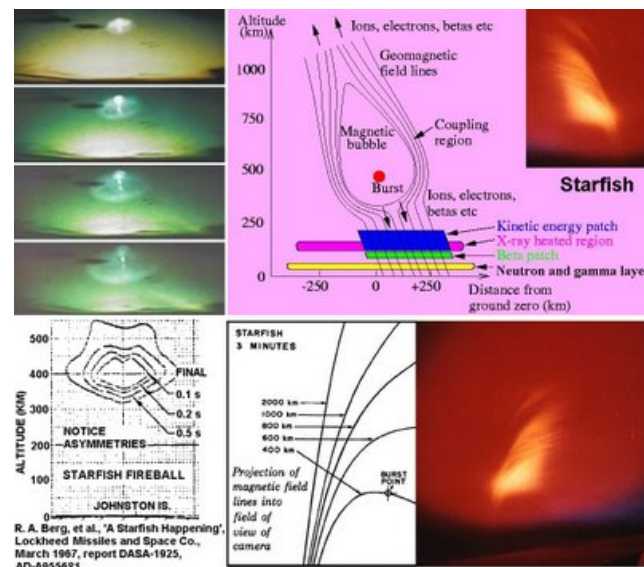 Altitude
(km)
Ions, electrons, betas etc
Geomagnetic
field lines
1000
750
500
250
0
Magnetic
bubble
Coupling
region
Burst
Ions, electrons,
betas etc
Kinetic energy patch
X-ray heated region
Beta patch
Neutron and gamma layer
-250
0
+250
Distance from
ground zero (km)
Starfish
ALTITUDE (KM)
500
400
300
200
100
0
FINAL
0.1 s
0.2 s
0.5 s
NOTICE
ASYMMETRIES
STARFISH FIREBALL
JOHNSTON IS.
R. A. Berg, et al., 'A Starfish Happening',
Lockheed Missiles and Space Co.,
March 1967, report DASA-1925,
STARFISH
3 MINUTES
2000 km
1000 km
800 km
600 km
400 km
BURST
POINT
Projection of
magnetic field
lines into
field of
view of
camera